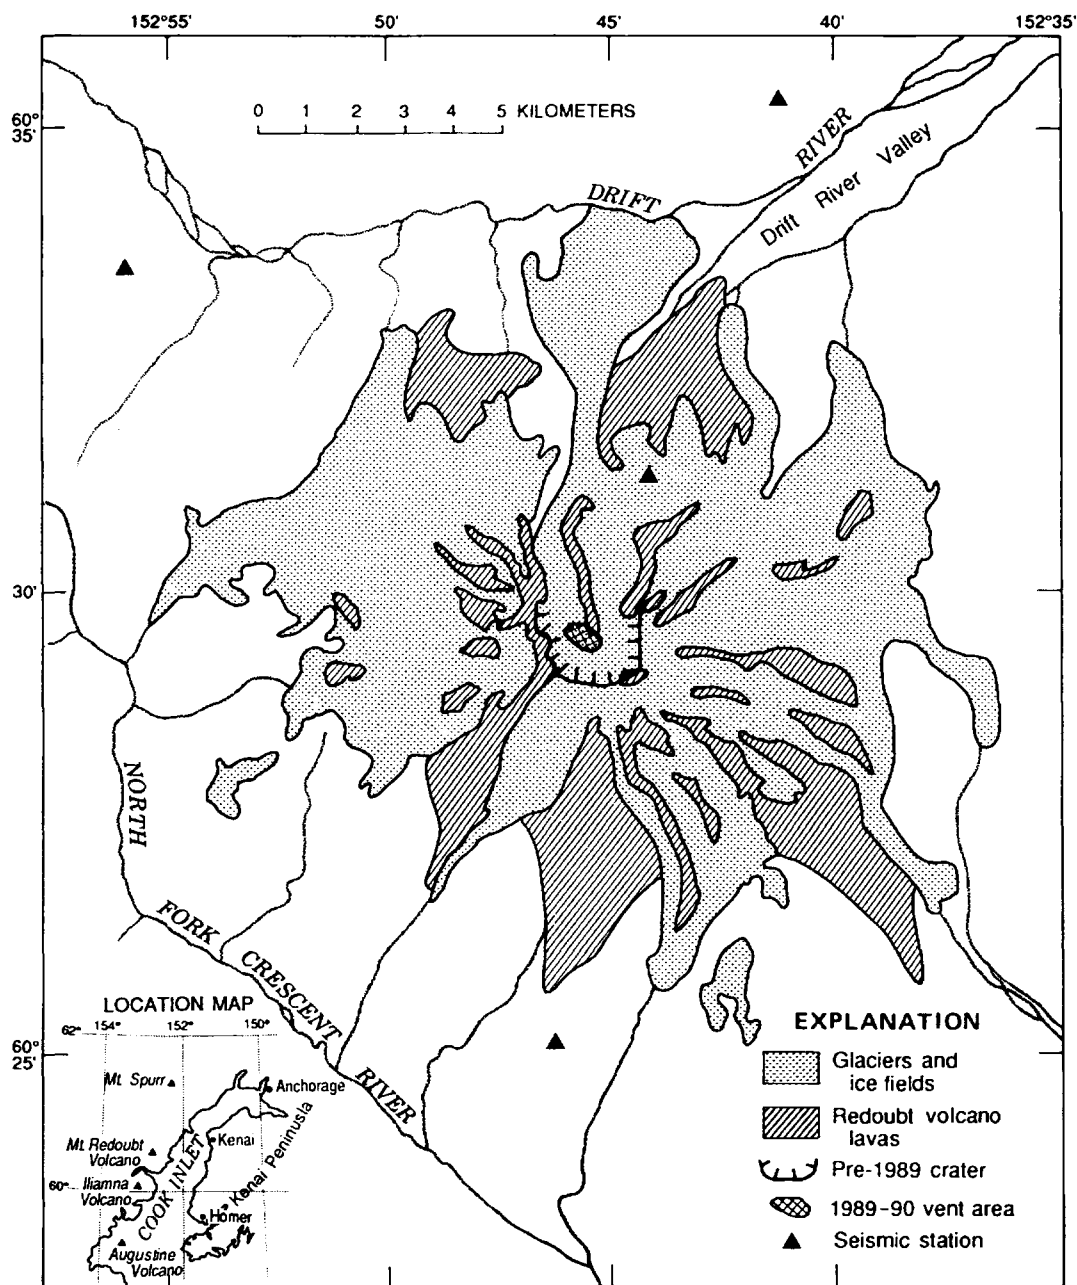 152°55' 50' 45' 40' 152°35'
0 1 2 3 4 5 KILOMETERS
60°
35'
RIVER
Drift River Valley
DRIFT
30'
NORTH
FORK
CRESCENT
RIVER
60°
25'
LOCATION MAP
62° 154° 152° 150°
Mt. Spurr
Anchorage
Mt. Redoubt
Volcano
Kenai
Kenai Peninusla
Iliamna
Volcano
60°
COOK INLET
Homer
Augustine
Volcano
EXPLANATION
Glaciers and
ice fields
Redoubt volcano
lavas
Pre-1989 crater
1989-90 vent area
Seismic station